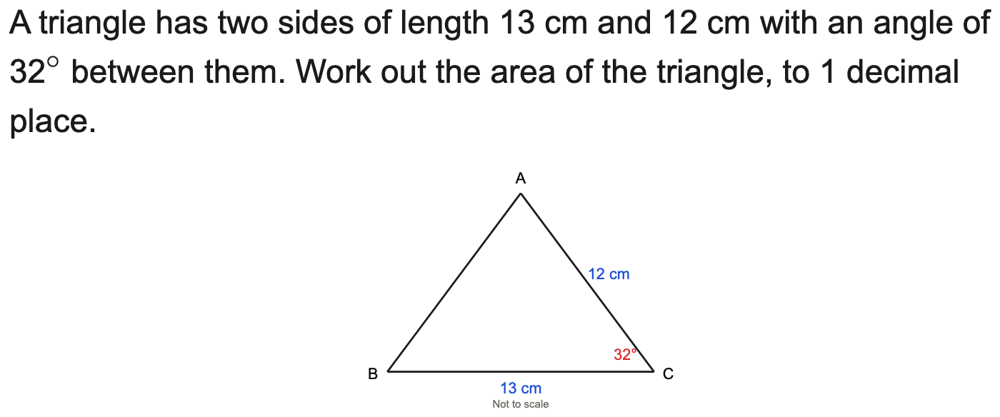 A triangle has two sides of length 13 cm and 12 cm with an angle of
32° between them. Work out the area of the triangle, to 1 decimal
place.
A
12 cm
32°
B
C
13 cm
Not to scale